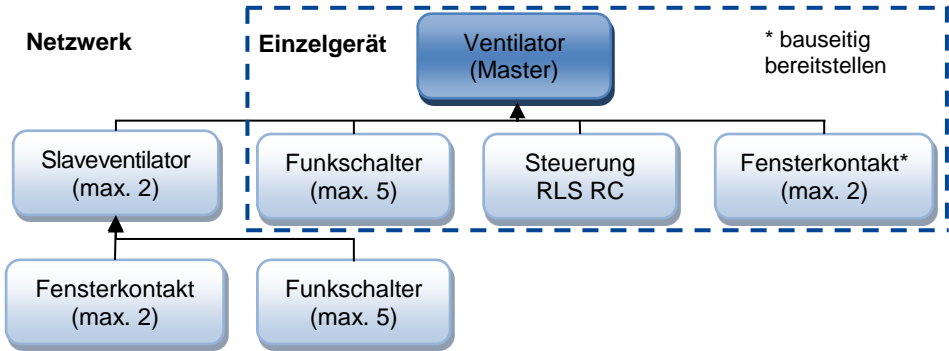 Netzwerk
Einzelgerät
Ventilator
(Master)
* bauseitig
bereitstellen
Slaveventilator
(max. 2)
Funkschalter
(max. 5)
Steuerung
RLS RC
Fensterkontakt*
(max. 2)
Fensterkontakt
(max. 2)
Funkschalter
(max. 5)